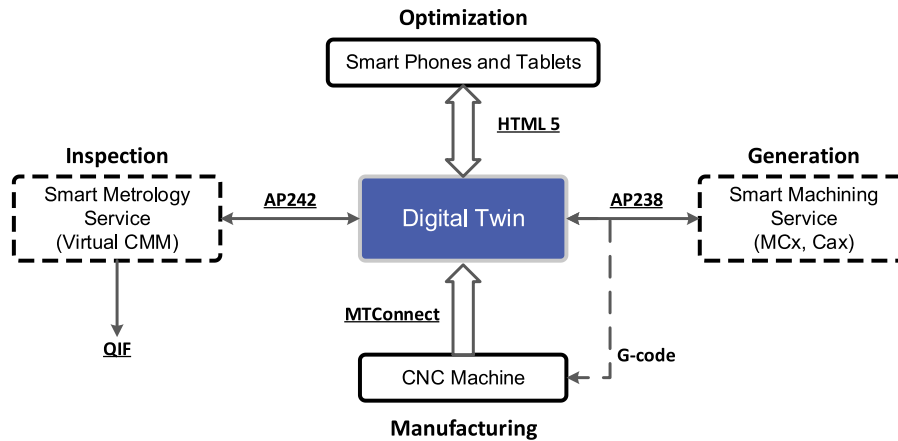 Optimization
Smart Phones and Tablets
HTML 5
Inspection
Smart Metrology
Service
(Virtual CMM)
AP242
Digital Twin
AP238
Generation
Smart Machining
Service
(MCx, Cax)
MTConnect
QIF
G-code
CNC Machine
Manufacturing